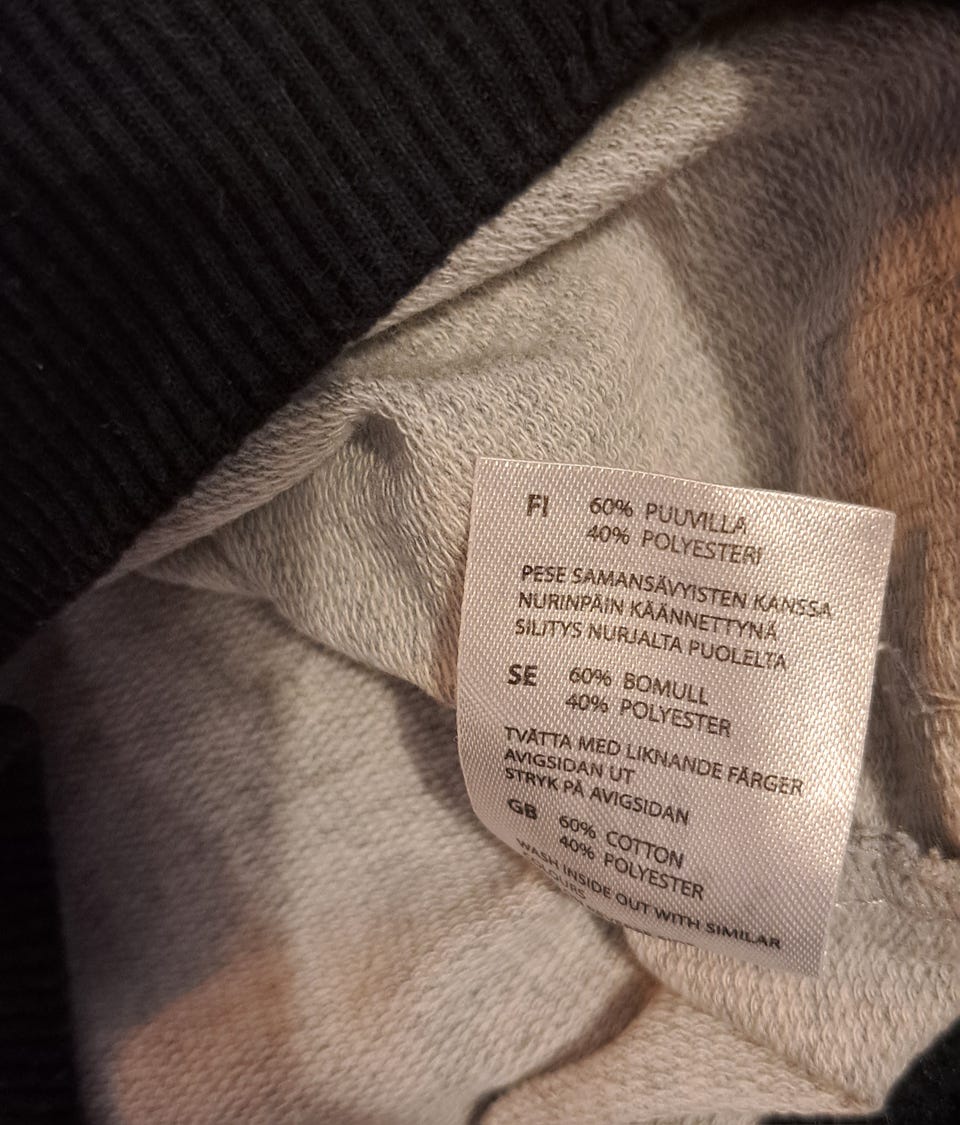 FI 60% PUUVILLA
40% POLYESTERI
PESE SAMANSÄVYISTEN KANSSA
NURINPÄIN KÄÄNNETTYNÄ
SILITYS NURJALTA PUOLELTA
SE 60% BOMULL
40% POLYESTER
TVÄTTA MED LIKNANDE FÄRGER
AVIGSIDAN UT
STRYK PÅ AVIGSIDAN
GB 60% COTTON
40% POLYESTER
WASH INSIDE OUT WITH SIMILAR